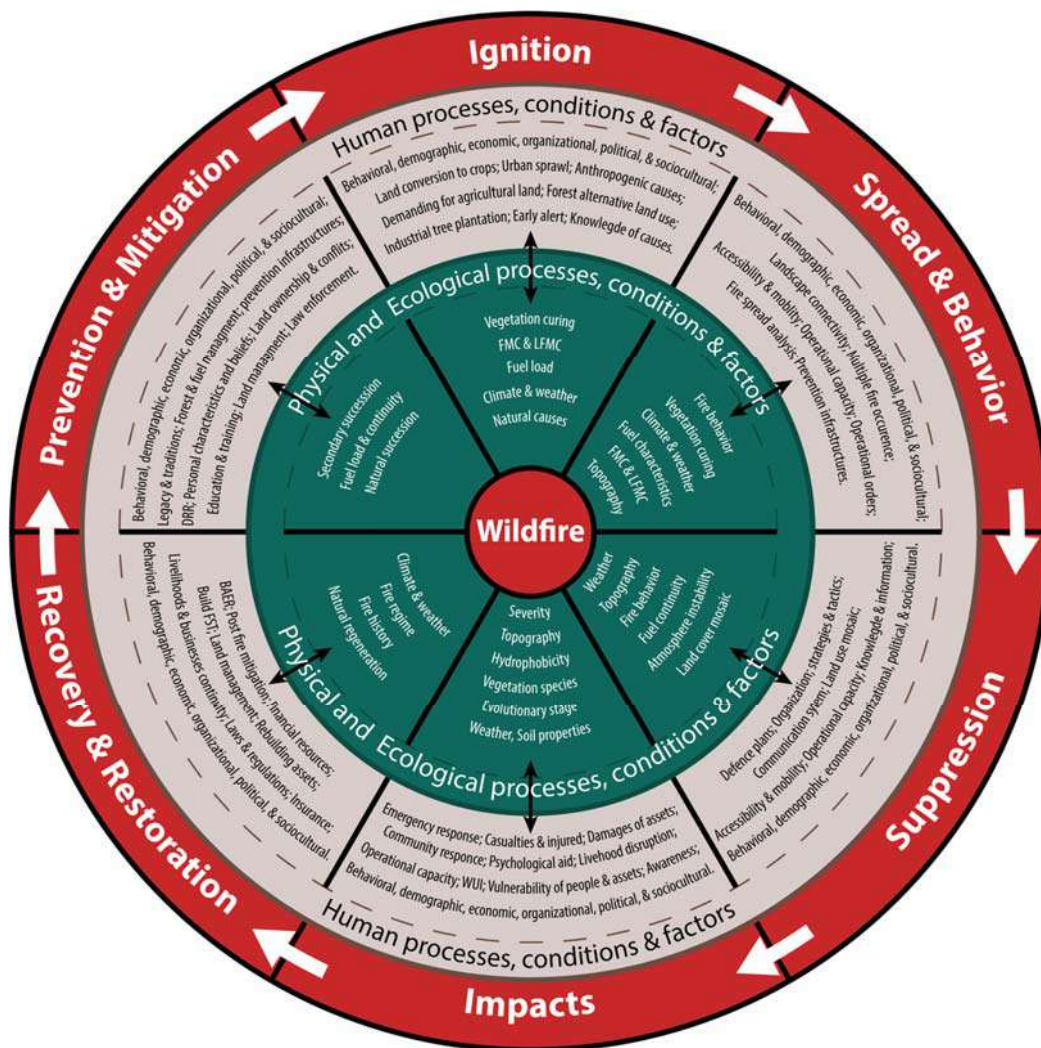 Ignition
Human processes, conditions & factors
Behavioral, demographic, economic, organizational, political, & sociocultural;
Land conversion to crops; Urban sprawl; Anthropogenic causes;
Demanding for agricultural land; Forest alternative land use;
Industrial tree plantation; Early alert; Knowlegde of causes.
Physical and Ecological processes, conditions & factors
Vegetation curing
FMC & LFMC
Fuel load
Climate & weather
Natural causes
Spread & Behavior
Behavioral, demographic, economic, organizational, political, & sociocultural;
Landscape connectivity; Multiple fire occurence;
Accessibility & mobility; Operational capacity; Operational orders;
Fire spread analysis; Prevention infrastructures.
Fire behavior
Vegetation curing
Climate & weather
Fuel characteristics
FMC & LFMC
Topography
Suppression
Defence plans; Organization; strategies & tactics;
Communication syem; Land use mosaic;
Accessibility & mobility; Operational capacity; Knowlegde & information;
Behavioral, demographic, economic, organizational, political, & sociocultural.
Weather
Topography
Fire behavior
Fuel continuity
Atmosphere instability
Land cover mosaic
Impacts
Severity
Topography
Hydrophobicity
Vegetation species
Evolutionary stage
Weather, Soil properties
Physical and Ecological processes, conditions & factors
Emergency response; Casualties & injured; Damages of assets;
Community responce; Psychological aid; Livehood disruption;
Operational capacity; WUI; Vulnerability of people & assets; Awareness;
Behavioral, demographic, economic, organizational, political, & sociocultural.
Human processes, conditions & factors
Recovery & Restoration
Climate & weather
Fire regime
Fire history
Natural regeneration
BAER; Post fire mitigation; Financial resources;
Build FST; Land management; Rebuilding assets;
Livelihoods & businesses continuity; Laws & regulations; Insurance;
Behavioral, demographic, economic, organizational, political, & sociocultural.
Prevention & Mitigation
Behavioral, demographic, economic, organizational, political, & sociocultural;
Legacy & traditions; Forest & fuel managment; prevention infrastructures;
DRR; Personal characteristics and beliefs; Land ownership & conflits;
Education & training; Land managment; Law enforcement.
Secondary succession
Fuel load & continuity
Natural succession
Wildfire